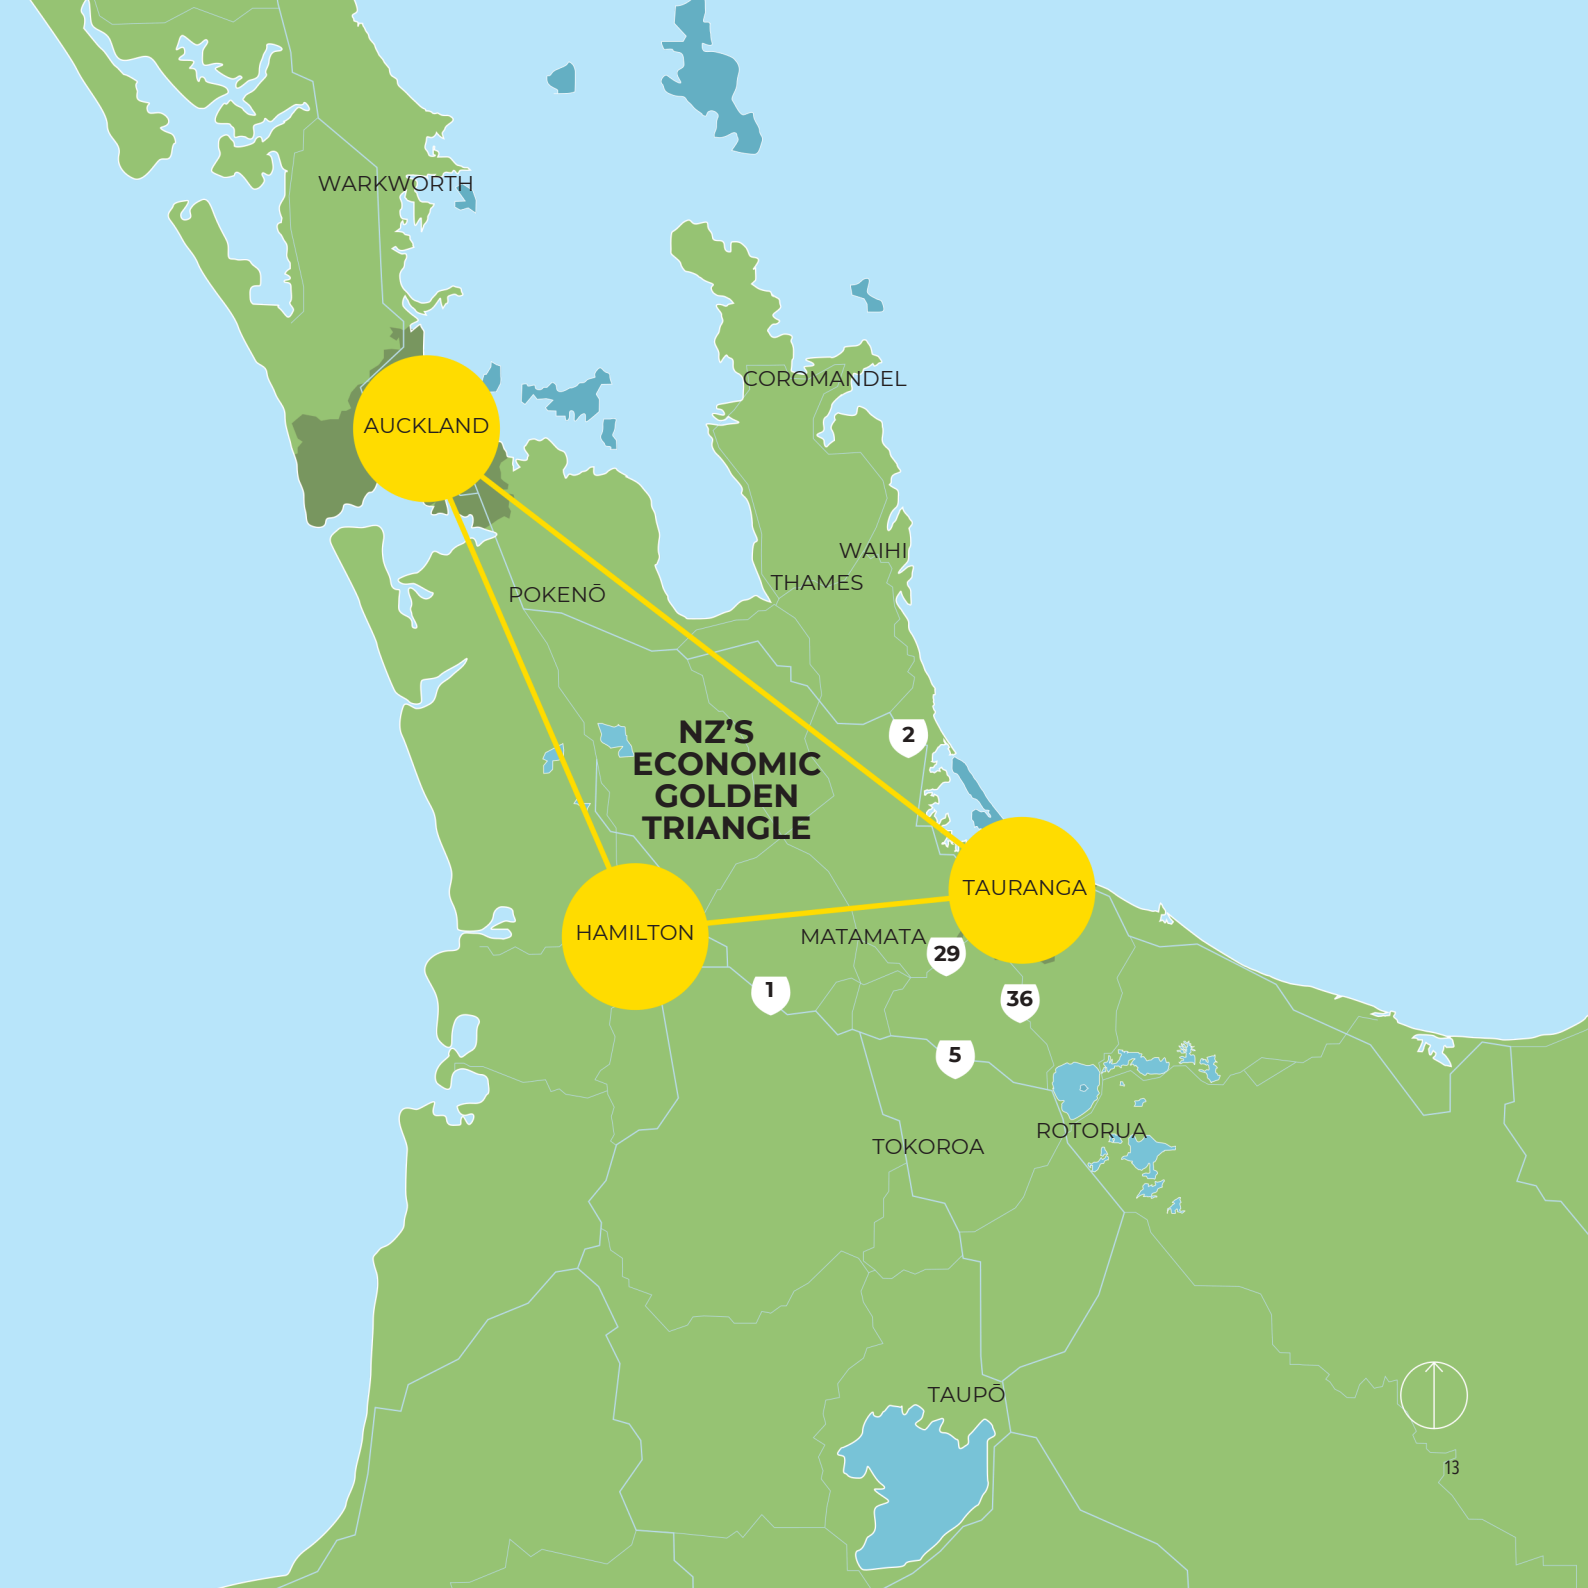 WARKWORTH
COROMANDEL
AUCKLAND
WAIHI
THAMES
POKENŌ
NZ’S
ECONOMIC
GOLDEN
TRIANGLE
2
TAURANGA
HAMILTON
MATAMATA
29
1
36
5
ROTORUA
TOKOROA
TAUPŌ
13